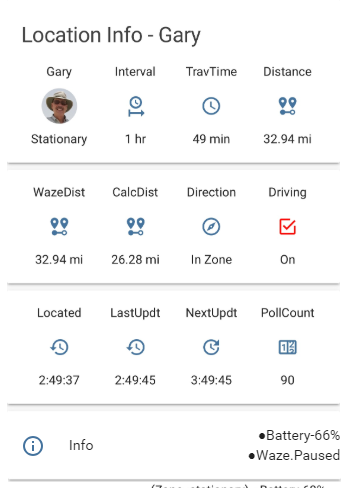 Location Info - Gary
Gary Interval TravTime Distance
Stationary 1 hr 49 min 32.94 mi
WazeDist CalcDist Direction Driving
32.94 mi 26.28 mi In Zone On
Located LastUpdt NextUpdt PollCount
2:49:37 2:49:45 3:49:45 90
Info
●Battery-66%
●Waze.Paused